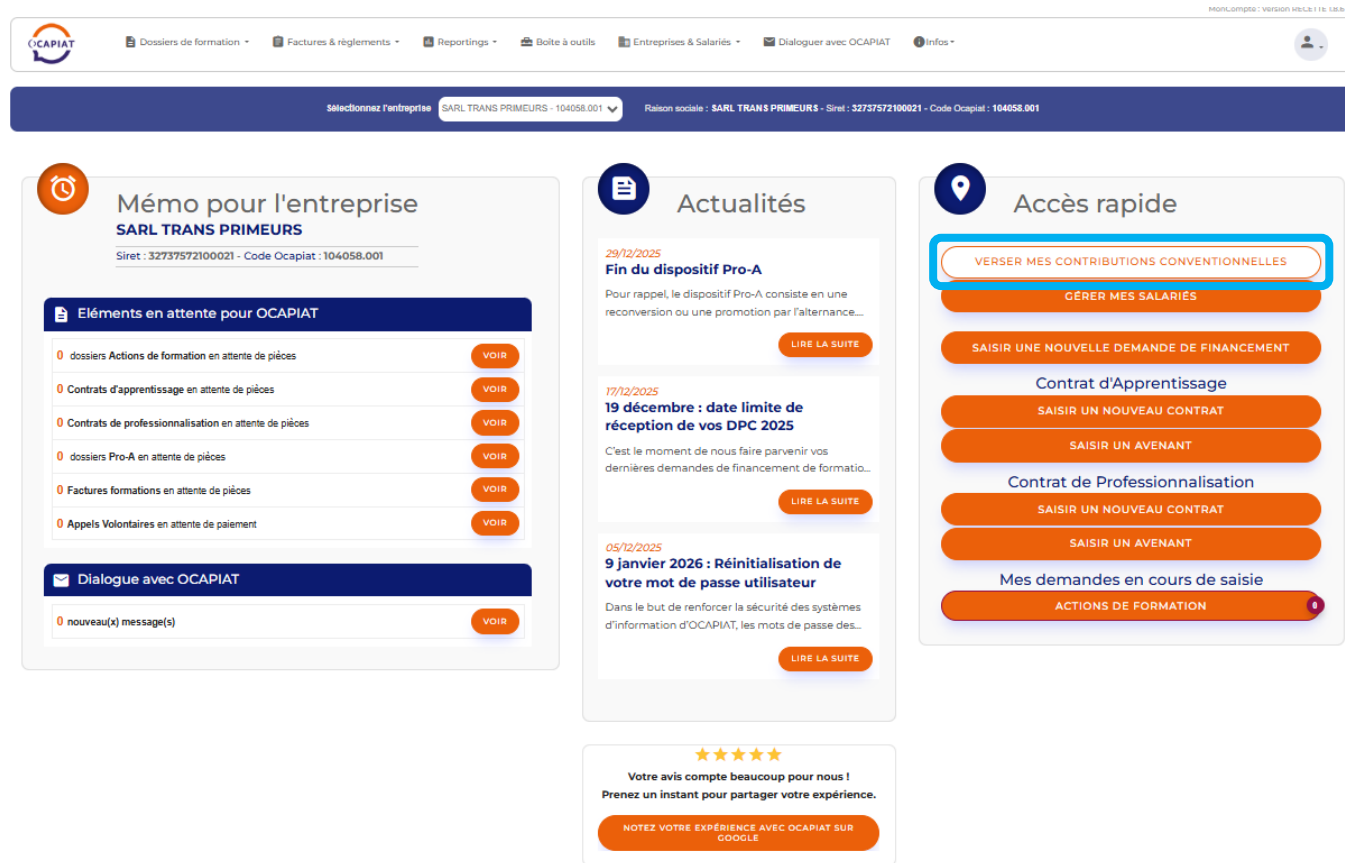 MonCompte : Version RECETTE 1.8.6
OCAPIAT
Dossiers de formation
Factures & règlements
Reportings
Boîte à outils
Entreprises & Salariés
Dialoguer avec OCAPIAT
Infos
Sélectionnez l'entreprise SARL TRANS PRIMEURS - 104058.001 Raison sociale : SARL TRANS PRIMEURS - Siret : 32737572100021 - Code Ocapiat : 104058.001
Mémo pour l'entreprise
SARL TRANS PRIMEURS
Siret : 32737572100021 - Code Ocapiat : 104058.001
Eléments en attente pour OCAPIAT
0 dossiers Actions de formation en attente de pièces VOIR
0 Contrats d'apprentissage en attente de pièces VOIR
0 Contrats de professionnalisation en attente de pièces VOIR
0 dossiers Pro-A en attente de pièces VOIR
0 Factures formations en attente de pièces VOIR
0 Appels Volontaires en attente de paiement VOIR
Dialogue avec OCAPIAT
0 nouveau(x) message(s) VOIR
Actualités
29/12/2025
Fin du dispositif Pro-A
Pour rappel, le dispositif Pro-A consiste en une
reconversion ou une promotion par l'alternance....
LIRE LA SUITE
17/12/2025
19 décembre : date limite de
réception de vos DPC 2025
C'est le moment de nous faire parvenir vos
dernières demandes de financement de formatio...
LIRE LA SUITE
05/12/2025
9 janvier 2026 : Réinitialisation de
votre mot de passe utilisateur
Dans le but de renforcer la sécurité des systèmes
d'information d'OCAPIAT, les mots de passe des...
LIRE LA SUITE
Votre avis compte beaucoup pour nous !
Prenez un instant pour partager votre expérience.
NOTEZ VOTRE EXPÉRIENCE AVEC OCAPIAT SUR
GOOGLE
Accès rapide
VERSER MES CONTRIBUTIONS CONVENTIONNELLES
GÉRER MES SALARIÉS
SAISIR UNE NOUVELLE DEMANDE DE FINANCEMENT
Contrat d'Apprentissage
SAISIR UN NOUVEAU CONTRAT
SAISIR UN AVENANT
Contrat de Professionnalisation
SAISIR UN NOUVEAU CONTRAT
SAISIR UN AVENANT
Mes demandes en cours de saisie
ACTIONS DE FORMATION 0